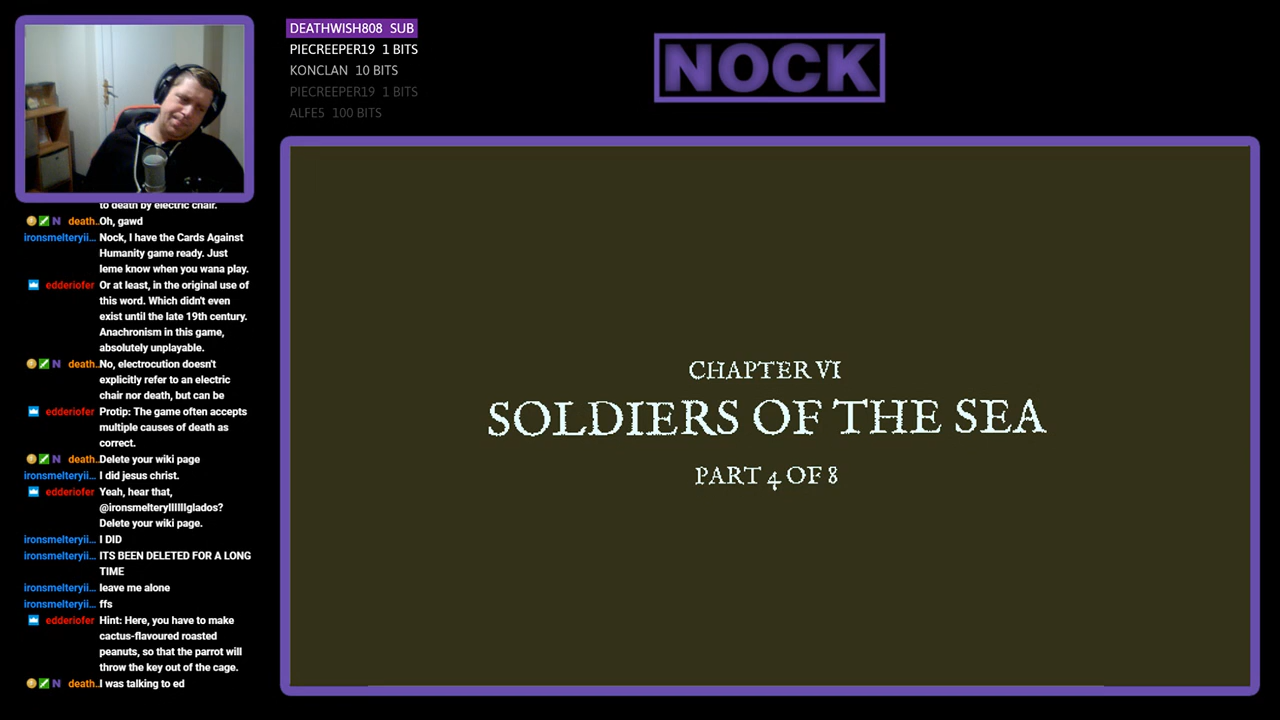 DEATHWISH808 SUB
PIECREEPER19 1 BITS
KONCLAN 10 BITS
PIECREEPER19 1 BITS
ALFE5 100 BITS
NOCK
to death by electric chair.
death.. Oh, gawd
ironsmelteryii... Nock, I have the Cards Against
Humanity game ready. Just
leme know when you wana play.
edderiofer Or at least, in the original use of
this word. Which didn't even
exist until the late 19th century.
Anachronism in this game,
absolutely unplayable.
death.. No, electrocution doesn't
explicitly refer to an electric
chair nor death, but can be
edderiofer Protip: The game often accepts
multiple causes of death as
correct.
death.. Delete your wiki page
ironsmelteryii... I did jesus christ.
edderiofer Yeah, hear that,
@ironsmelteryIIIIIIglados?
Delete your wiki page.
ironsmelteryii... I DID
ironsmelteryii... ITS BEEN DELETED FOR A LONG
TIME
ironsmelteryii... leave me alone
ironsmelteryii... ffs
edderiofer Hint: Here, you have to make
cactus-flavoured roasted
peanuts, so that the parrot will
throw the key out of the cage.
death.. I was talking to ed
CHAPTER VI
SOLDIERS OF THE SEA
PART 4 OF 8